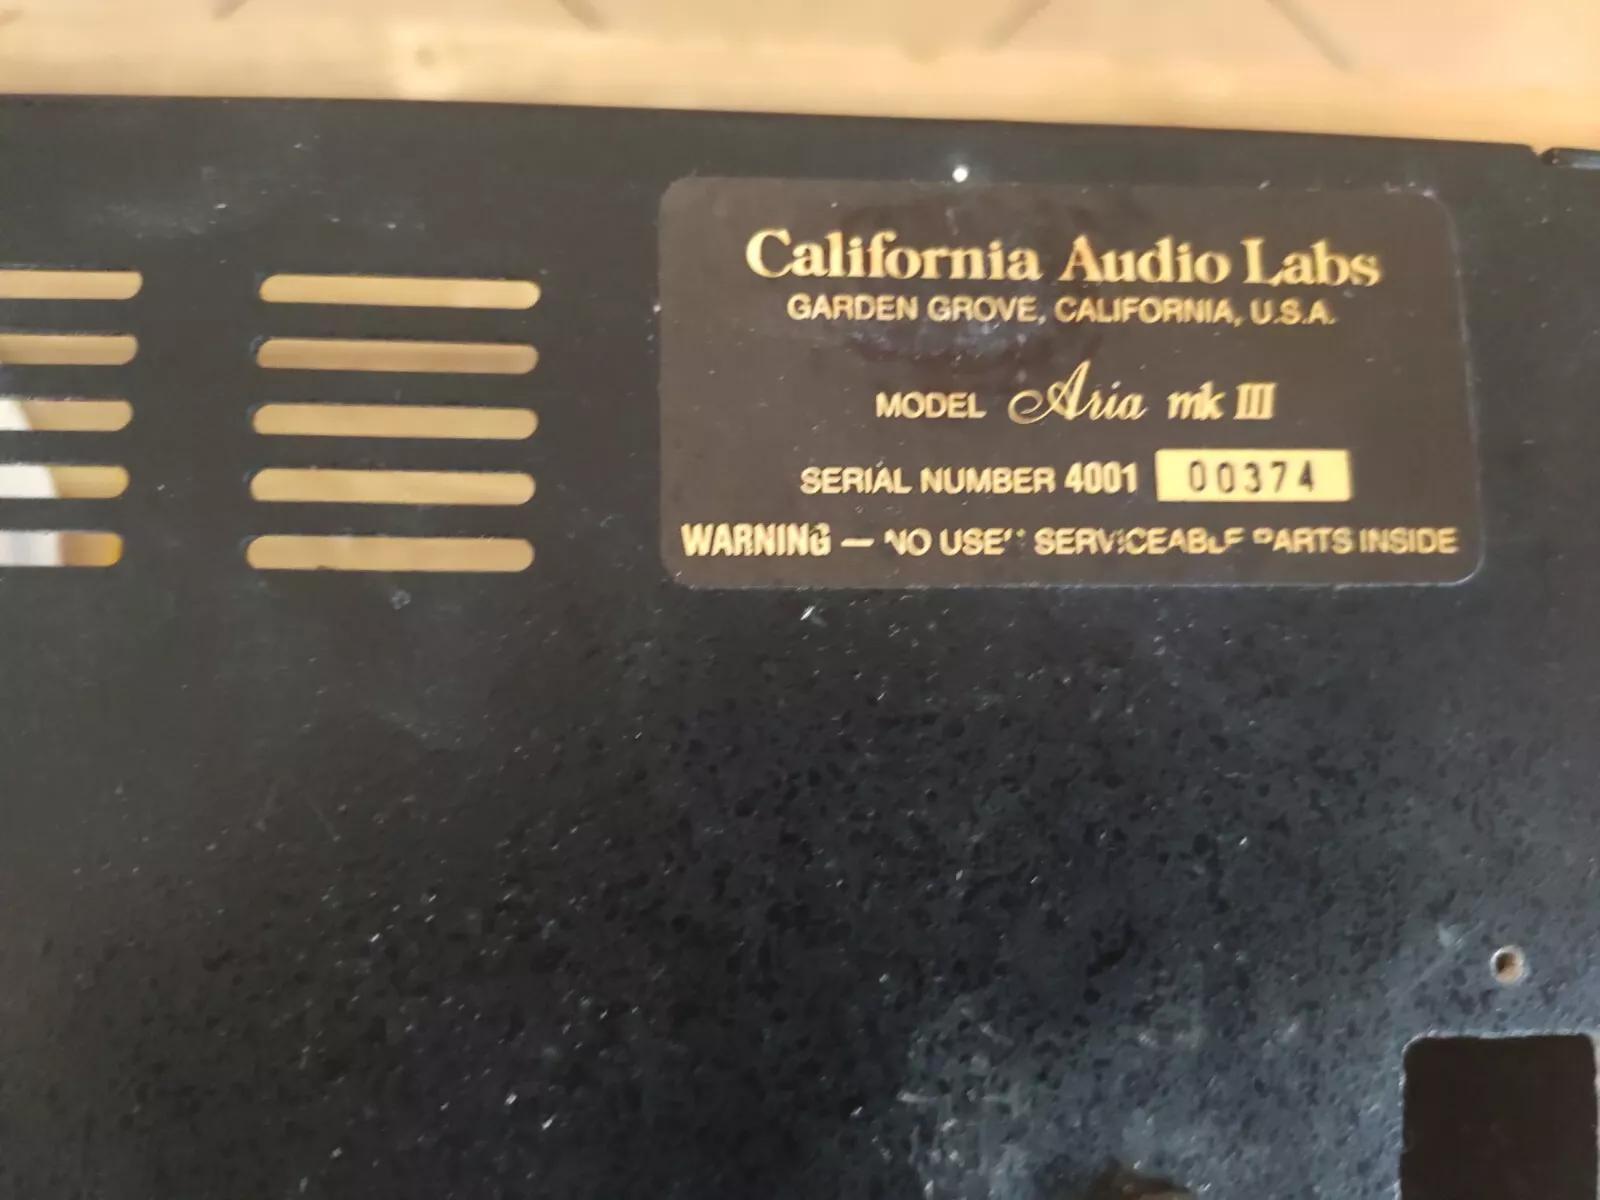 California Audio Labs
GARDEN GROVE, CALIFORNIA, U.S.A.
MODEL Aria mk III
SERIAL NUMBER 4001 00374
WARNING — NO USER SERVICEABLE PARTS INSIDE